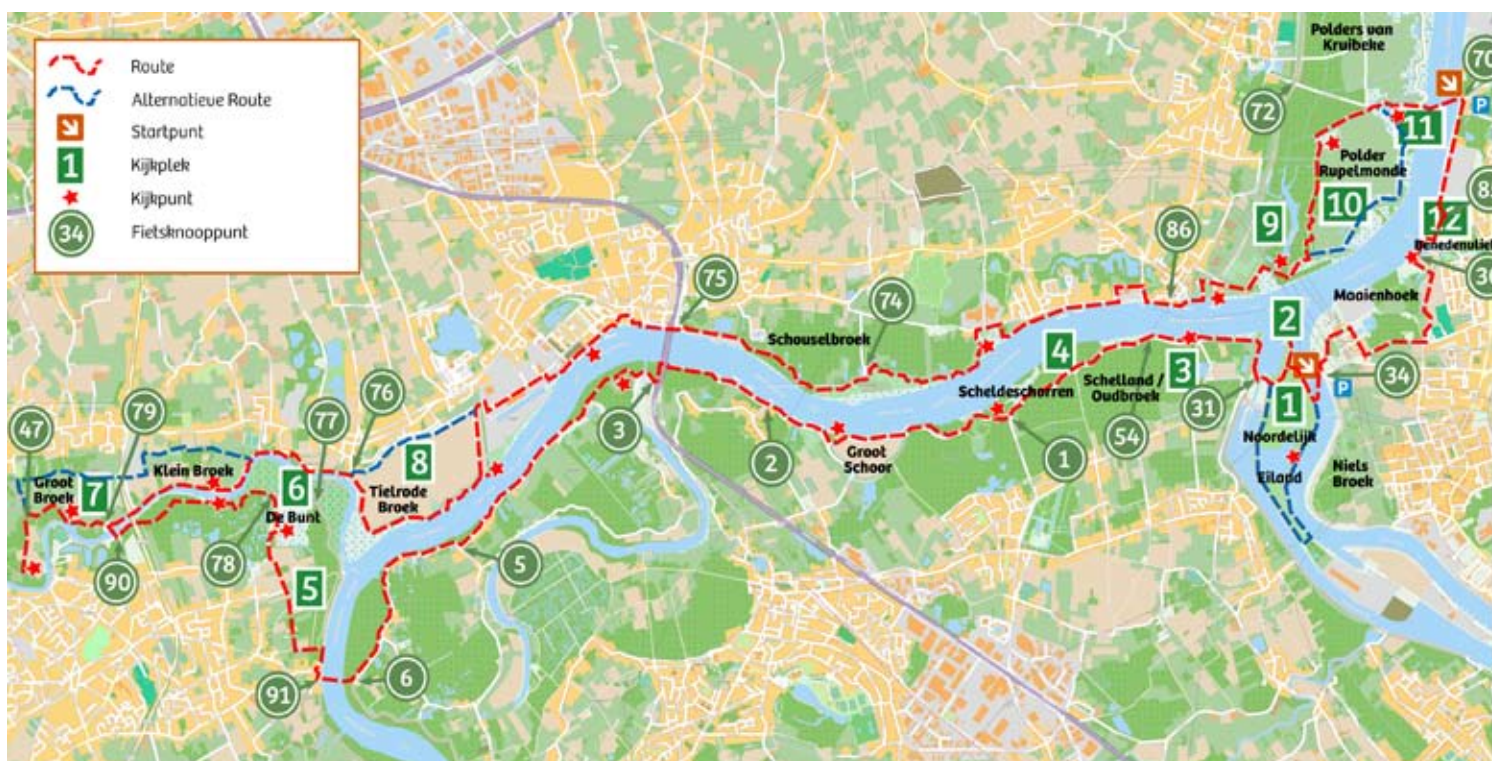 Route
Alternatieve Route
Startpunt
1
Kijkplek
Kijkpunt
34
Fietsknooppunt
Polders van
Kruibeke
70
P
72
11
Polder
Rupelmonde
10
12
9
86
36
Maaienhoek
75
74
Schouselbroek
2
4
3
Scheldeschorren
Schelland /
Oudbroek
34
P
31
1
54
Noordelijk
Eiland
Niels
Broek
3
2
Groot
Schoor
1
76
77
79
47
8
Klein Broek
6
Groot
Broek
7
Tielrode
Broek
De Bunt
78
90
5
5
91
6